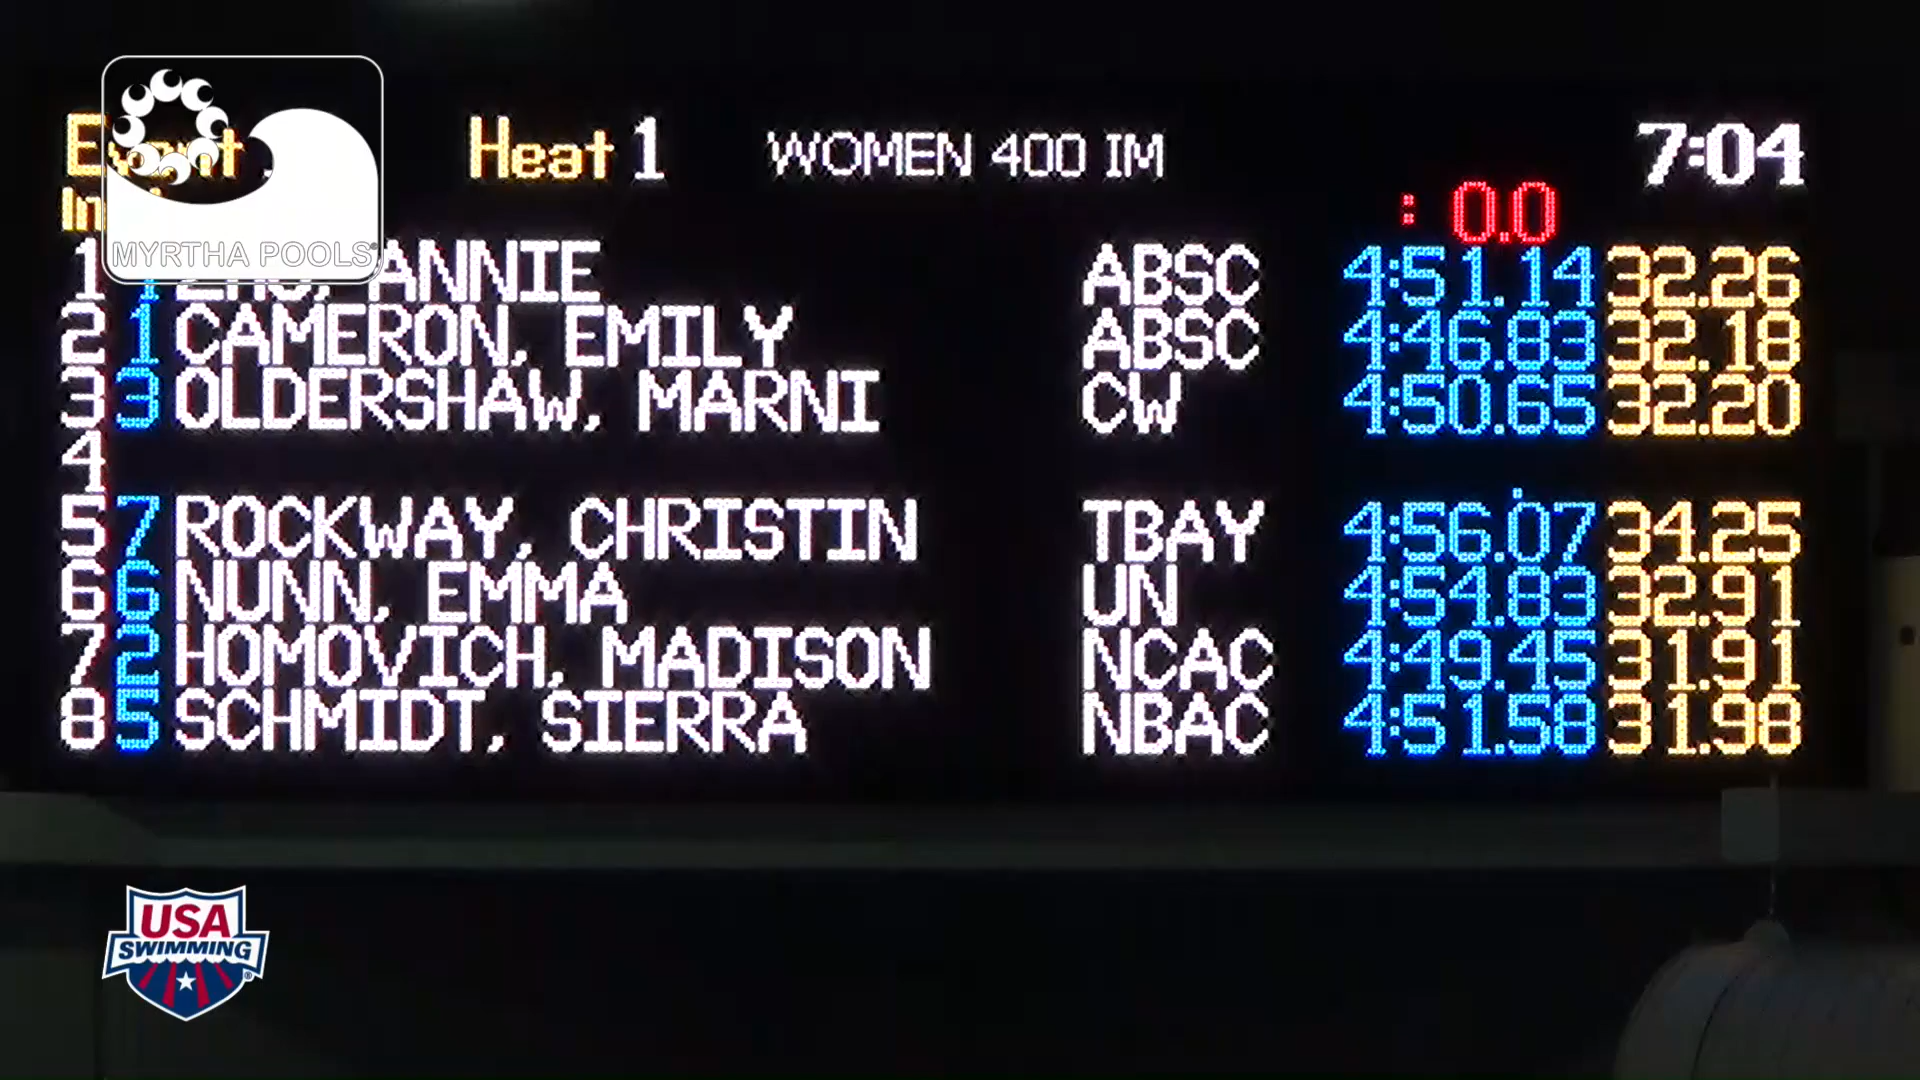 Event Heat 1 WOMEN 400 IM 7:04
: 0.0
MYRTHA POOLS®
1 ANNIE ABSC 4:51.14 32.26
2 1 CAMERON, EMILY ABSC 4:46.83 32.18
3 3 OLDERSHAW, MARNI CW 4:50.65 32.20
4
5 7 ROCKWAY, CHRISTIN TBAY 4:56.07 34.25
6 6 NUNN, EMMA UN 4:54.83 32.91
7 2 HOMOVICH, MADISON NCAC 4:49.45 31.91
8 5 SCHMIDT, SIERRA NBAC 4:51.58 31.98
USA
SWIMMING®